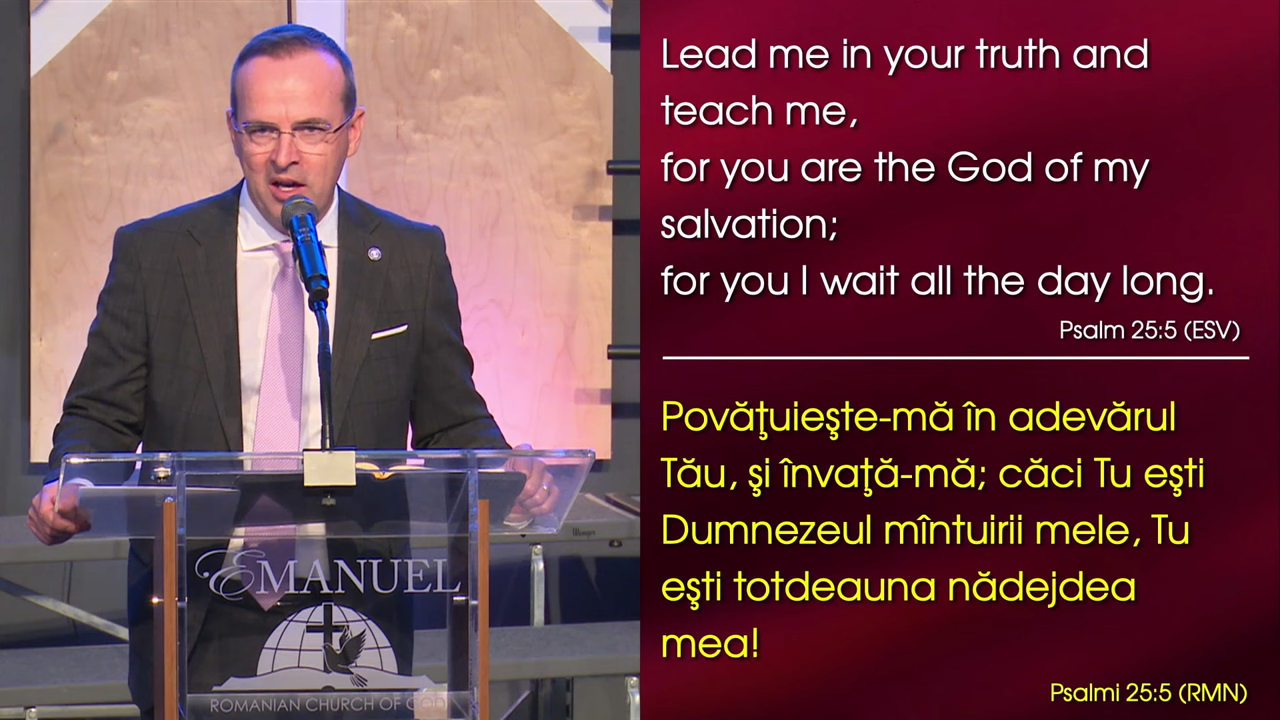 Lead me in your truth and
teach me,
for you are the God of my
salvation;
for you I wait all the day long.
Psalm 25:5 (ESV)
Povăţuieşte-mă în adevărul
Tău, şi învaţă-mă; căci Tu eşti
Dumnezeul mîntuirii mele, Tu
eşti totdeauna nădejdea
mea!
Psalmi 25:5 (RMN)
EMANUEL
ROMANIAN CHURCH OF GOD
Wenger